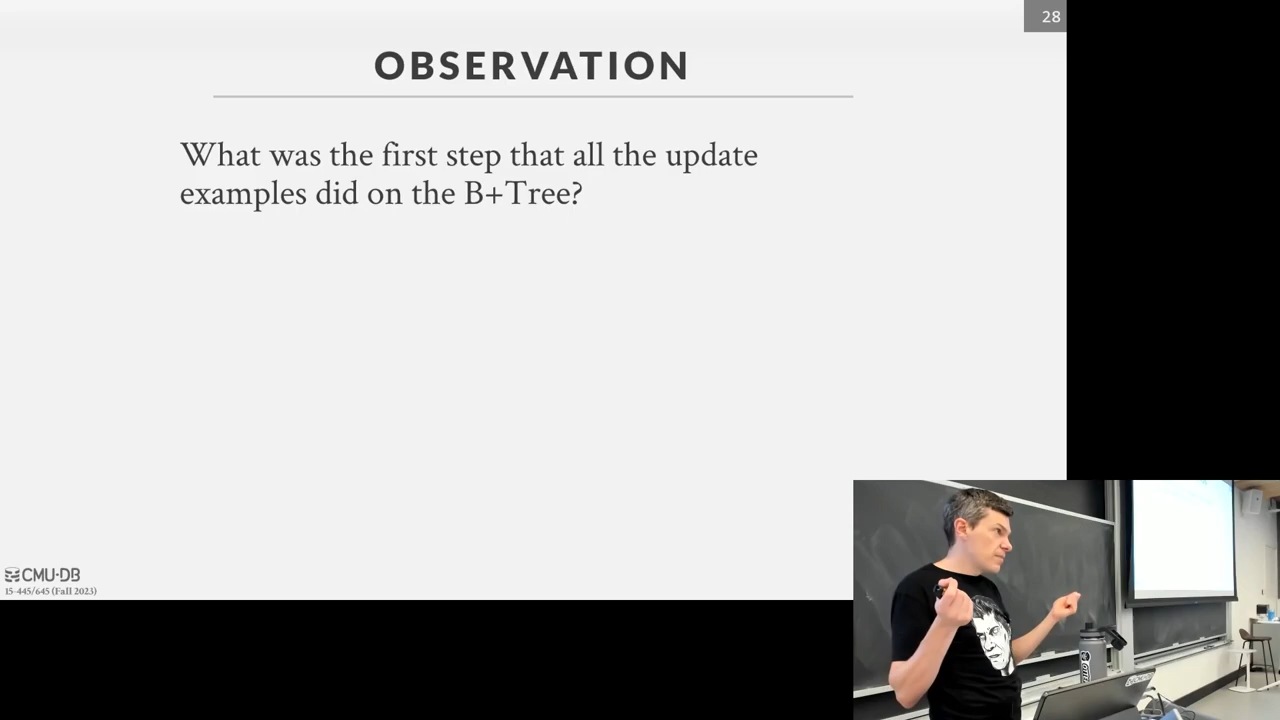 28
OBSERVATION
What was the first step that all the update
examples did on the B+Tree?
CMU·DB
15-445/645 (Fall 2023)